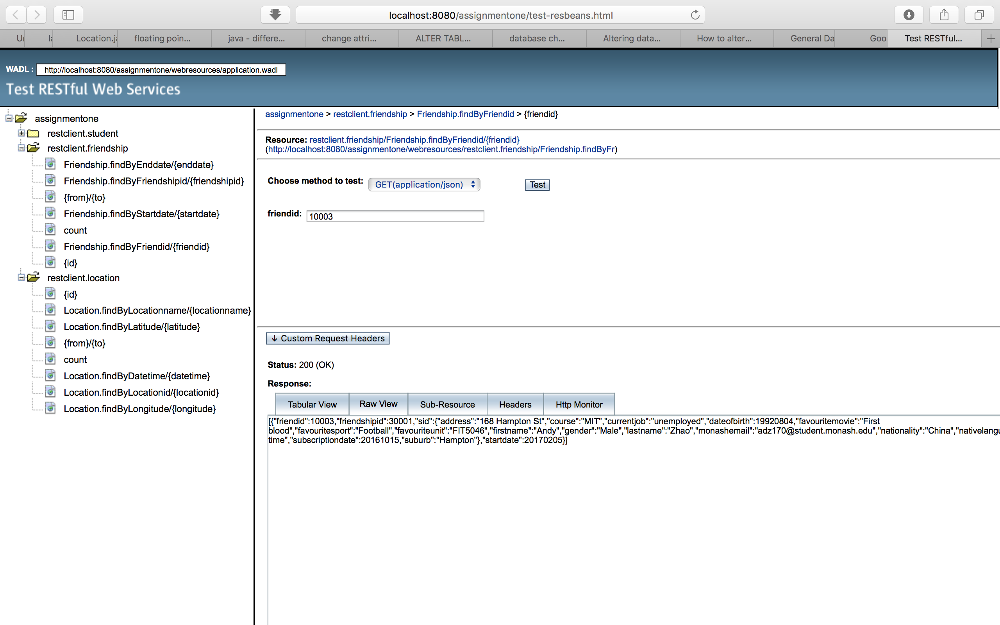 localhost:8080/assignmentone/test-resbeans.html
Location.ja
floating poin...
java - differe...
change attri...
ALTER TABL...
database ch...
Altering data...
How to alter...
General Da
Goo
Test RESTful...
WADL : http://localhost:8080/assignmentone/webresources/application.wadl
Test RESTful Web Services
assignmentone
restclient.student
restclient.friendship
Friendship.findByEnddate/{enddate}
Friendship.findByFriendshipid/{friendshipid}
{from}/{to}
Friendship.findByStartdate/{startdate}
count
Friendship.findByFriendid/{friendid}
{id}
restclient.location
{id}
Location.findByLocationname/{locationname}
Location.findByLatitude/{latitude}
{from}/{to}
count
Location.findByDatetime/{datetime}
Location.findByLocationid/{locationid}
Location.findByLongitude/{longitude}
assignmentone > restclient.friendship > Friendship.findByFriendid > {friendid}
Resource: restclient.friendship/Friendship.findByFriendid/{friendid}
(http://localhost:8080/assignmentone/webresources/restclient.friendship/Friendship.findByFr)
Choose method to test: GET(application/json) Test
friendid: 10003
↓ Custom Request Headers
Status: 200 (OK)
Response:
Tabular View
Raw View
Sub-Resource
Headers
Http Monitor
[{"friendid":10003,"friendshipid":30001,"sid":{"address":"168 Hampton St","course":"MIT","currentjob":"unemployed","dateofbirth":19920804,"favouritemovie":"First
blood","favouritesport":"Football","favouriteunit":"FIT5046","firstname":"Andy","gender":"Male","lastname":"Zhao","monashemail":"adz170@student.monash.edu","nationality":"China","nativelangu
time","subscriptiondate":20161015,"suburb":"Hampton"},"startdate":20170205}]